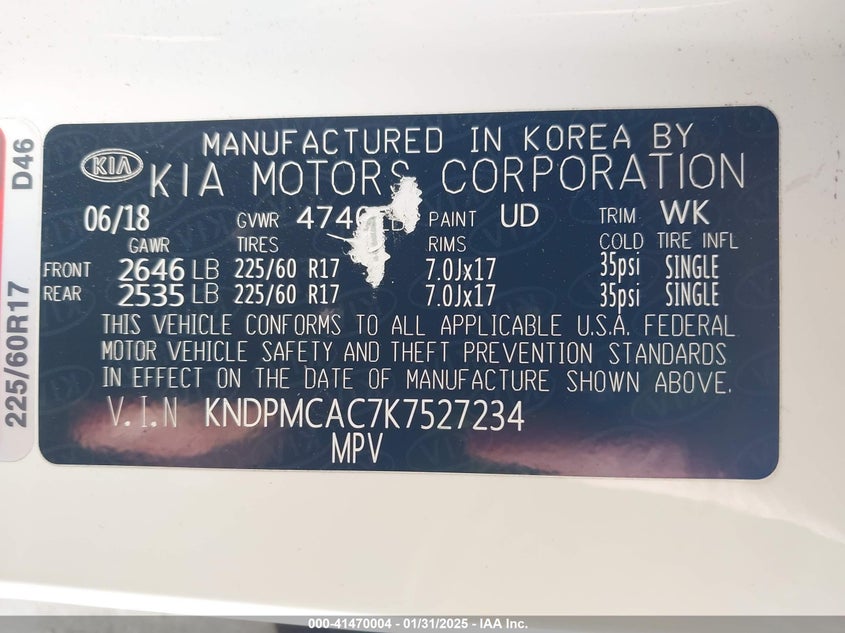 MANUFACTURED IN KOREA BY
KIA KIA MOTORS CORPORATION
06/18 GVWR 4740 LB PAINT UD TRIM WK
GAWR TIRES RIMS COLD TIRE INFL
FRONT 2646 LB 225/60 R17 7.0Jx17 35psi SINGLE
REAR 2535 LB 225/60 R17 7.0Jx17 35psi SINGLE
THIS VEHICLE CONFORMS TO ALL APPLICABLE U.S.A. FEDERAL
MOTOR VEHICLE SAFETY AND THEFT PREVENTION STANDARDS
IN EFFECT ON THE DATE OF MANUFACTURE SHOWN ABOVE.
V.I.N KNDPMCAC7K7527234
MPV
225/60R17 D46
000-41470004 - 01/31/2025 - IAA Inc.